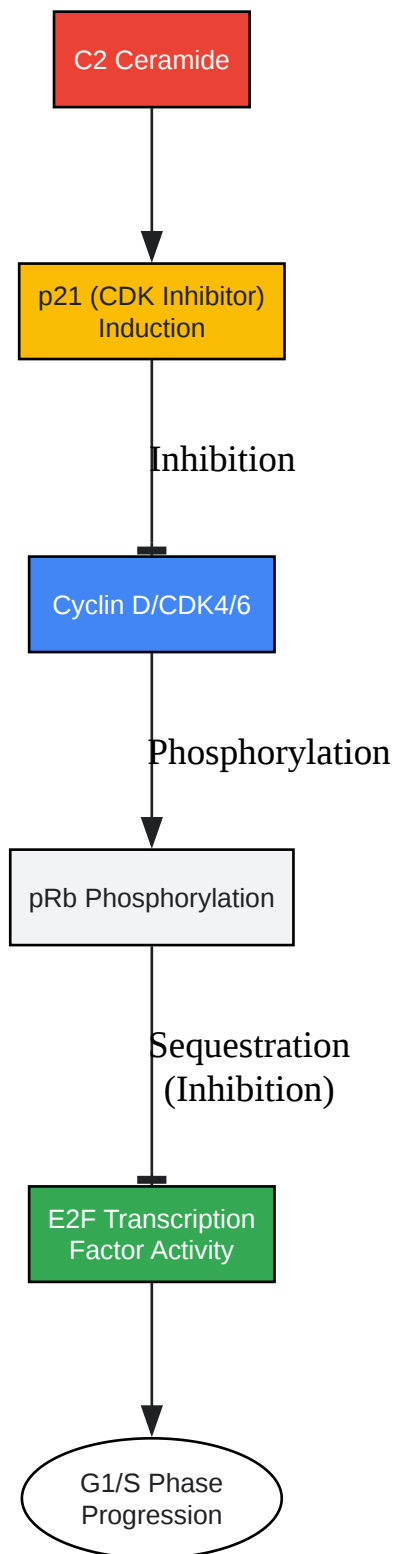 C2 Ceramide
p21 (CDK Inhibitor)
Induction
Inhibition
Cyclin D/CDK4/6
Phosphorylation
pRb Phosphorylation
Sequestration
(Inhibition)
E2F Transcription
Factor Activity
G1/S Phase
Progression